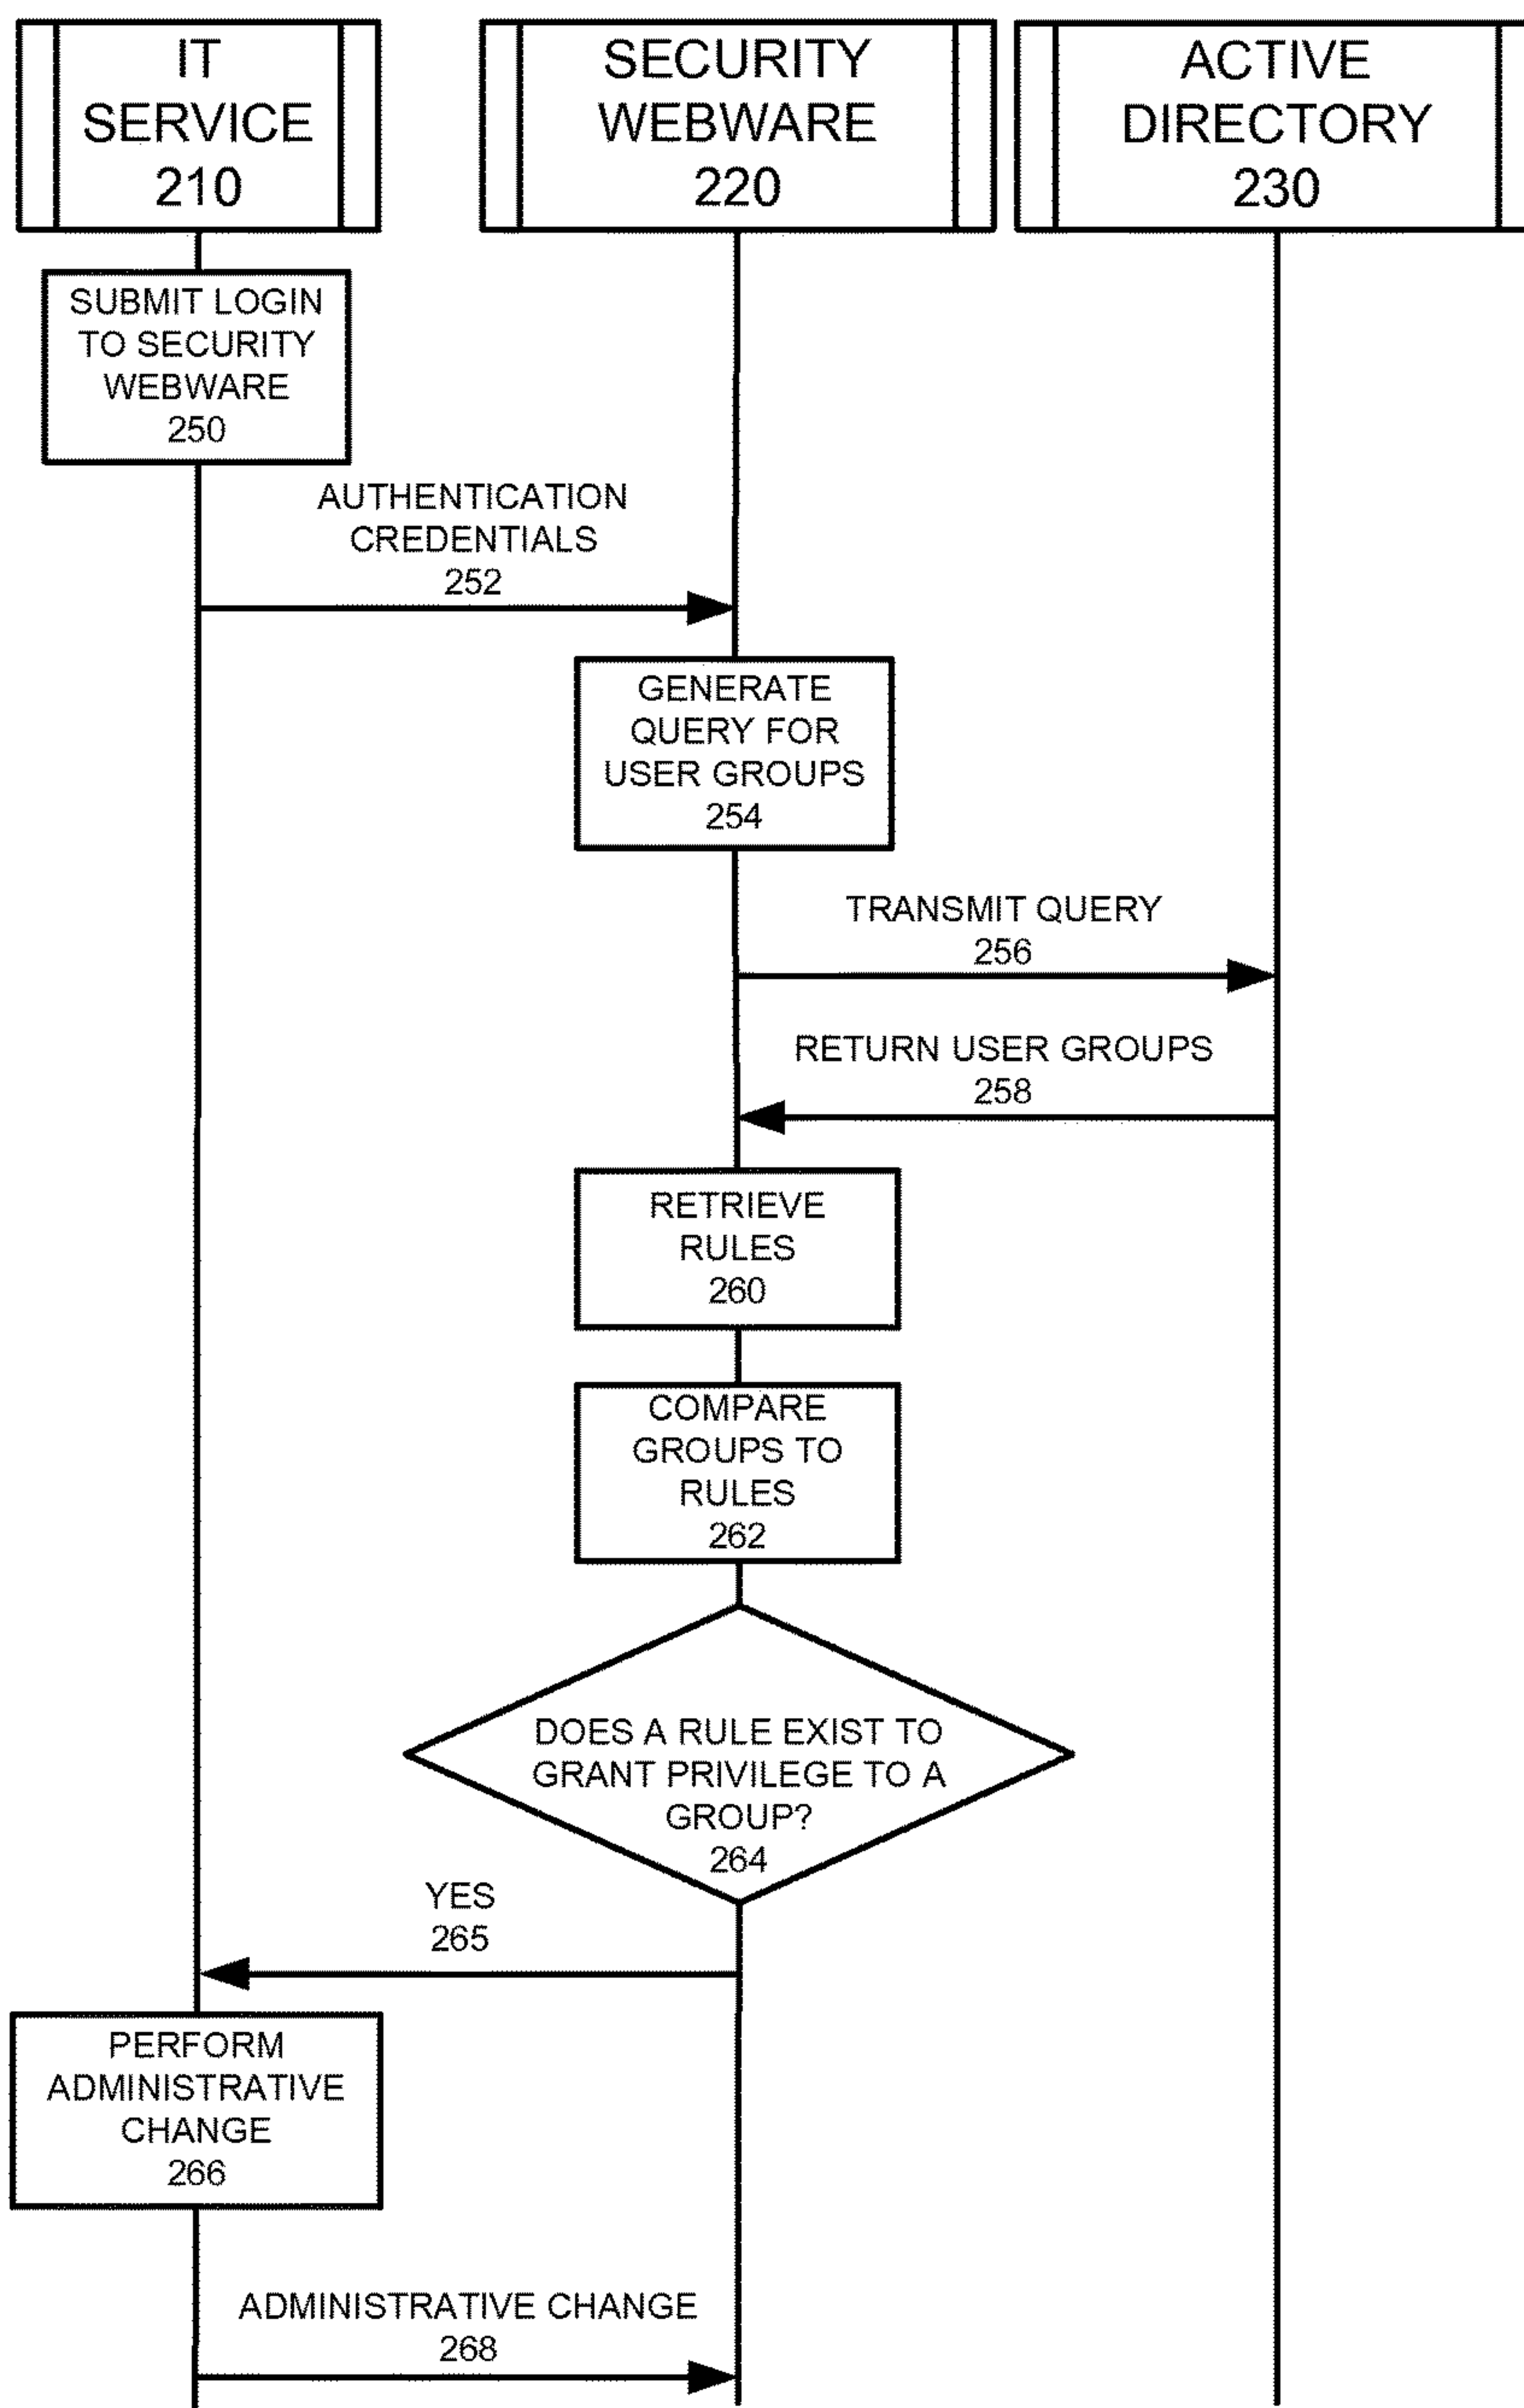 IT
SERVICE
210
SECURITY
WEBWARE
220
ACTIVE
DIRECTORY
230
SUBMIT LOGIN
TO SECURITY
WEBWARE
250
AUTHENTICATION
CREDENTIALS
252
GENERATE
QUERY FOR
USER GROUPS
254
TRANSMIT QUERY
256
RETURN USER GROUPS
258
RETRIEVE
RULES
260
COMPARE
GROUPS TO
RULES
262
DOES A RULE EXIST TO
GRANT PRIVILEGE TO A
GROUP?
264
YES
265
PERFORM
ADMINISTRATIVE
CHANGE
266
ADMINISTRATIVE CHANGE
268